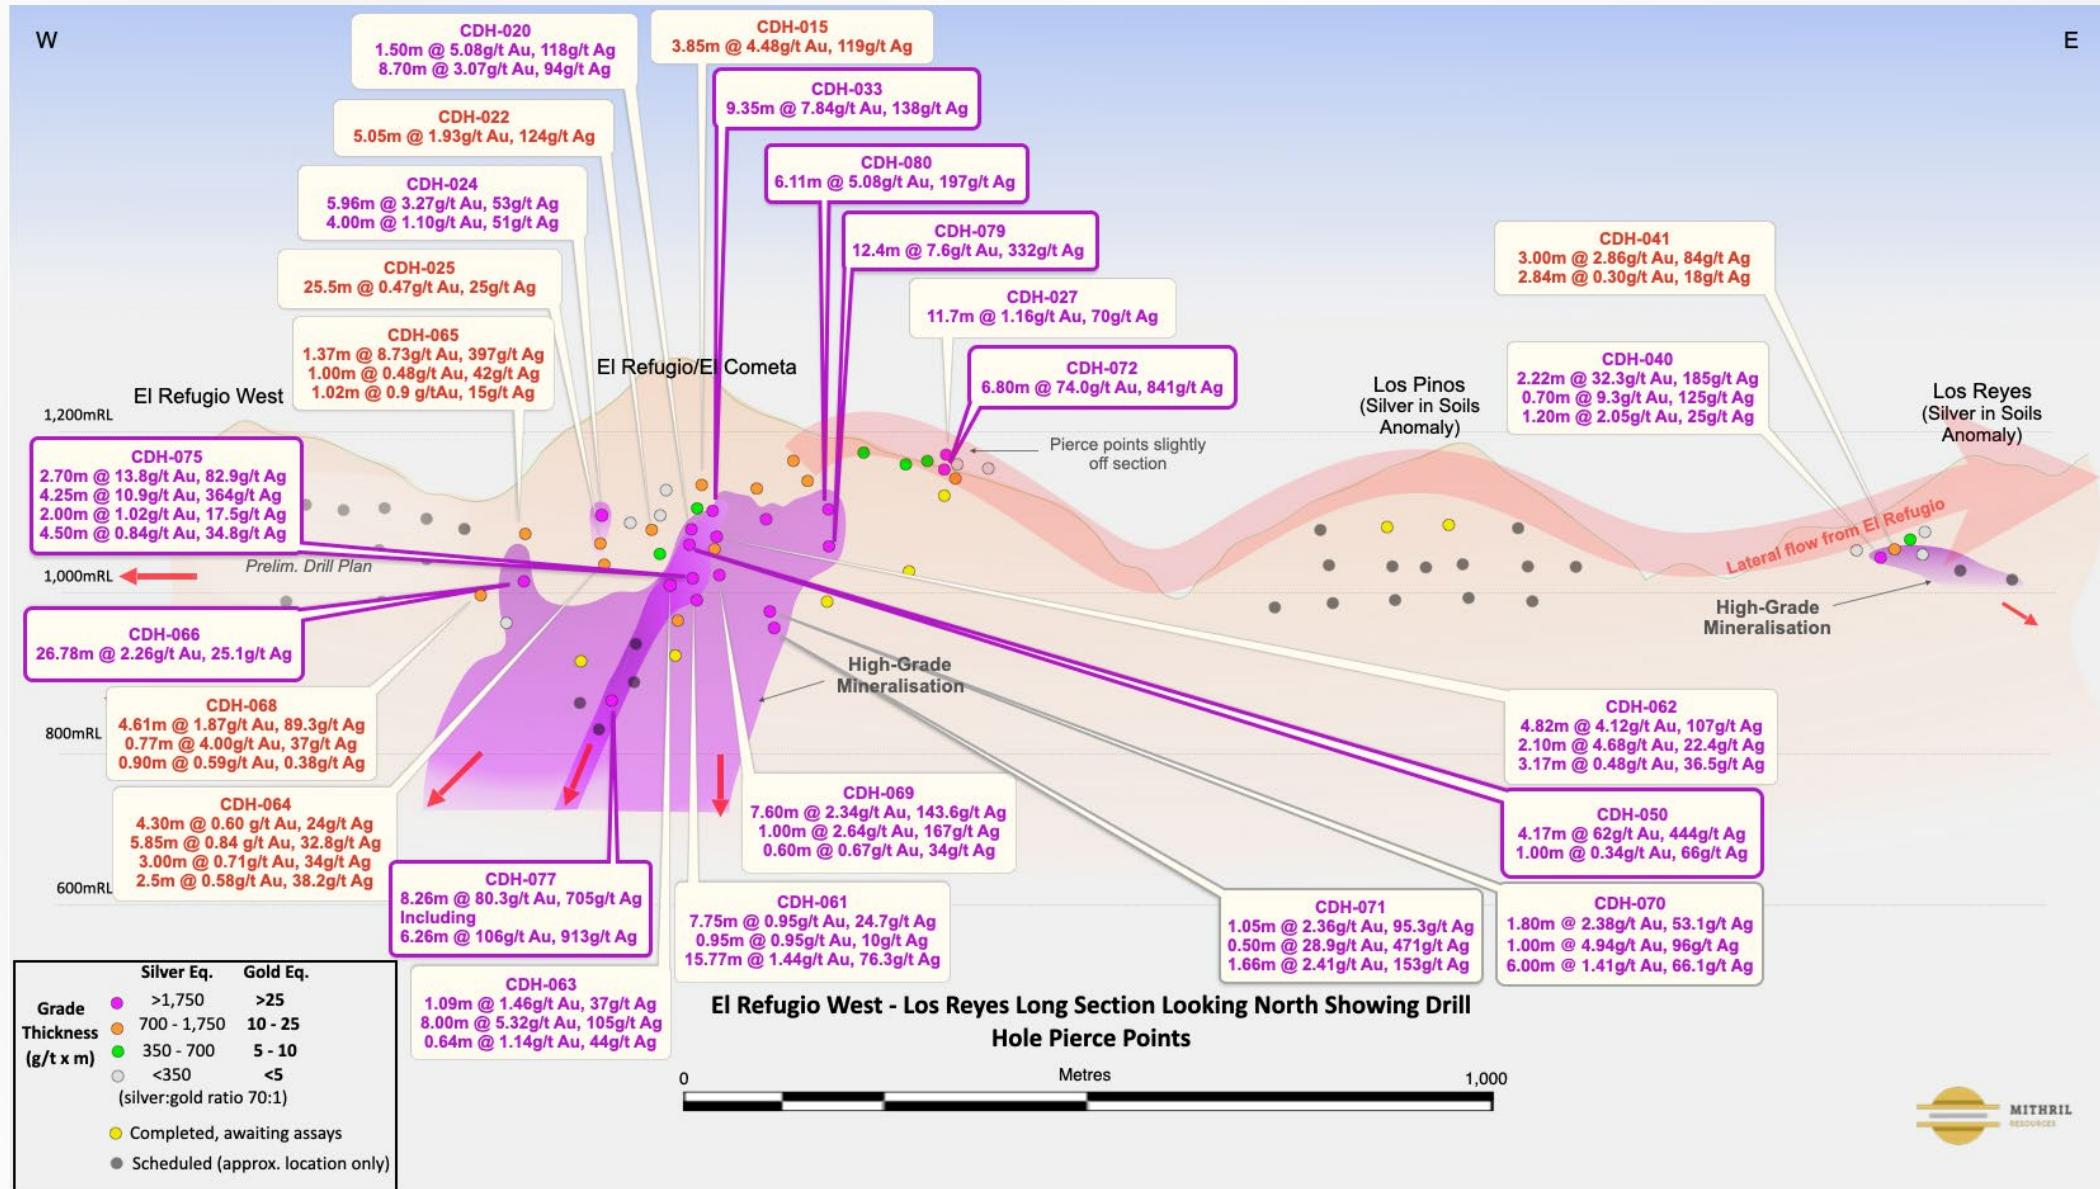 W
E
CDH-020
1.50m @ 5.08g/t Au, 118g/t Ag
8.70m @ 3.07g/t Au, 94g/t Ag
CDH-015
3.85m @ 4.48g/t Au, 119g/t Ag
CDH-033
9.35m @ 7.84g/t Au, 138g/t Ag
CDH-022
5.05m @ 1.93g/t Au, 124g/t Ag
CDH-080
6.11m @ 5.08g/t Au, 197g/t Ag
CDH-024
5.96m @ 3.27g/t Au, 53g/t Ag
4.00m @ 1.10g/t Au, 51g/t Ag
CDH-079
12.4m @ 7.6g/t Au, 332g/t Ag
CDH-041
3.00m @ 2.86g/t Au, 84g/t Ag
2.84m @ 0.30g/t Au, 18g/t Ag
CDH-025
25.5m @ 0.47g/t Au, 25g/t Ag
CDH-027
11.7m @ 1.16g/t Au, 70g/t Ag
CDH-065
1.37m @ 8.73g/t Au, 397g/t Ag
1.00m @ 0.48g/t Au, 42g/t Ag
1.02m @ 0.9 g/tAu, 15g/t Ag
El Refugio/El Cometa
CDH-072
6.80m @ 74.0g/t Au, 841g/t Ag
CDH-040
2.22m @ 32.3g/t Au, 185g/t Ag
0.70m @ 9.3g/t Au, 125g/t Ag
1.20m @ 2.05g/t Au, 25g/t Ag
El Refugio West
Los Pinos
(Silver in Soils
Anomaly)
Los Reyes
(Silver in Soils
Anomaly)
1,200mRL
Pierce points slightly
off section
CDH-075
2.70m @ 13.8g/t Au, 82.9g/t Ag
4.25m @ 10.9g/t Au, 364g/t Ag
2.00m @ 1.02g/t Au, 17.5g/t Ag
4.50m @ 0.84g/t Au, 34.8g/t Ag
Lateral flow from El Refugio
Prelim. Drill Plan
1,000mRL
High-Grade
Mineralisation
CDH-066
26.78m @ 2.26g/t Au, 25.1g/t Ag
High-Grade
Mineralisation
CDH-068
4.61m @ 1.87g/t Au, 89.3g/t Ag
0.77m @ 4.00g/t Au, 37g/t Ag
0.90m @ 0.59g/t Au, 0.38g/t Ag
800mRL
CDH-062
4.82m @ 4.12g/t Au, 107g/t Ag
2.10m @ 4.68g/t Au, 22.4g/t Ag
3.17m @ 0.48g/t Au, 36.5g/t Ag
CDH-064
4.30m @ 0.60 g/t Au, 24g/t Ag
5.85m @ 0.84 g/t Au, 32.8g/t Ag
3.00m @ 0.71g/t Au, 34g/t Ag
2.5m @ 0.58g/t Au, 38.2g/t Ag
CDH-069
7.60m @ 2.34g/t Au, 143.6g/t Ag
1.00m @ 2.64g/t Au, 167g/t Ag
0.60m @ 0.67g/t Au, 34g/t Ag
CDH-050
4.17m @ 62g/t Au, 444g/t Ag
1.00m @ 0.34g/t Au, 66g/t Ag
600mRL
CDH-077
8.26m @ 80.3g/t Au, 705g/t Ag
Including
6.26m @ 106g/t Au, 913g/t Ag
CDH-061
7.75m @ 0.95g/t Au, 24.7g/t Ag
0.95m @ 0.95g/t Au, 10g/t Ag
15.77m @ 1.44g/t Au, 76.3g/t Ag
CDH-071
1.05m @ 2.36g/t Au, 95.3g/t Ag
0.50m @ 28.9g/t Au, 471g/t Ag
1.66m @ 2.41g/t Au, 153g/t Ag
CDH-070
1.80m @ 2.38g/t Au, 53.1g/t Ag
1.00m @ 4.94g/t Au, 96g/t Ag
6.00m @ 1.41g/t Au, 66.1g/t Ag
CDH-063
1.09m @ 1.46g/t Au, 37g/t Ag
8.00m @ 5.32g/t Au, 105g/t Ag
0.64m @ 1.14g/t Au, 44g/t Ag
Silver Eq. Gold Eq.
Grade
Thickness
(g/t x m)
>1,750 >25
700 - 1,750 10 - 25
350 - 700 5 - 10
<350 <5
(silver:gold ratio 70:1)
Completed, awaiting assays
Scheduled (approx. location only)
El Refugio West - Los Reyes Long Section Looking North Showing Drill
Hole Pierce Points
0 Metres 1,000
MITHRIL
RESOURCES